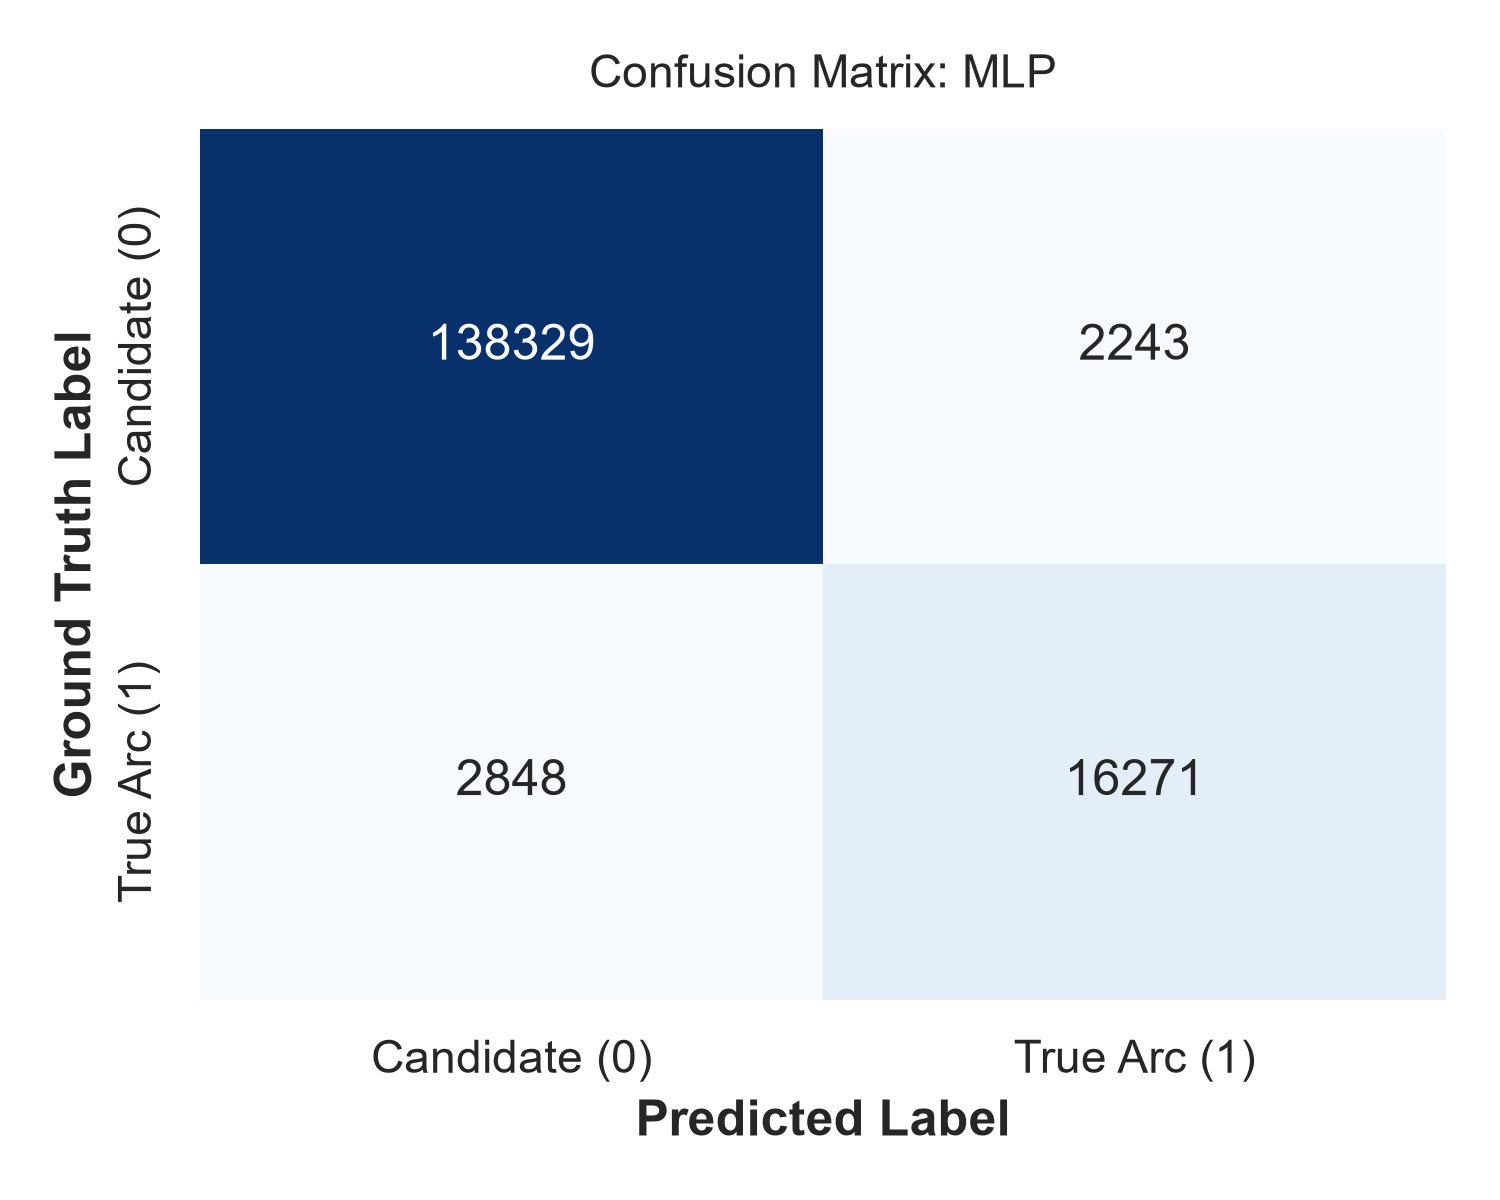 Confusion Matrix: MLP
Ground Truth Label
Candidate (0)
138329
2243
True Arc (1)
2848
16271
Candidate (0)
True Arc (1)
Predicted Label